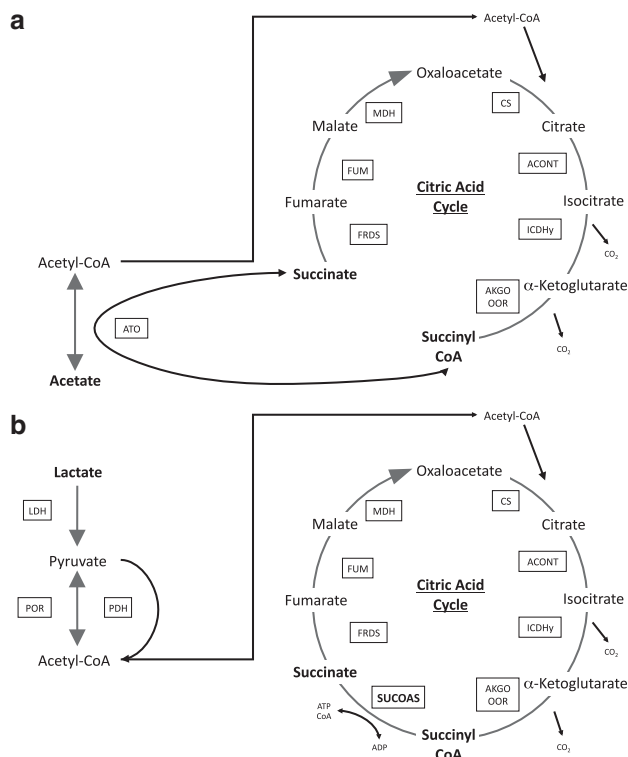 a
Acetyl-CoA
Oxaloacetate
MDH
CS
Malate
Citrate
ACONT
FUM
Citric Acid
Cycle
Fumarate
Isocitrate
ICDHy
FRDS
CO2
Acetyl-CoA
Succinate
AKGO
OOR
α-Ketoglutarate
ATO
Succinyl
CoA
CO2
Acetate
b
Acetyl-CoA
Lactate
Oxaloacetate
LDH
MDH
CS
Malate
Citrate
Pyruvate
ACONT
FUM
Citric Acid
Cycle
POR
PDH
Fumarate
Isocitrate
ICDHy
FRDS
CO2
Acetyl-CoA
Succinate
SUCOAS
AKGO
OOR
α-Ketoglutarate
ATP
CoA
ADP
Succinyl
CoA
CO2